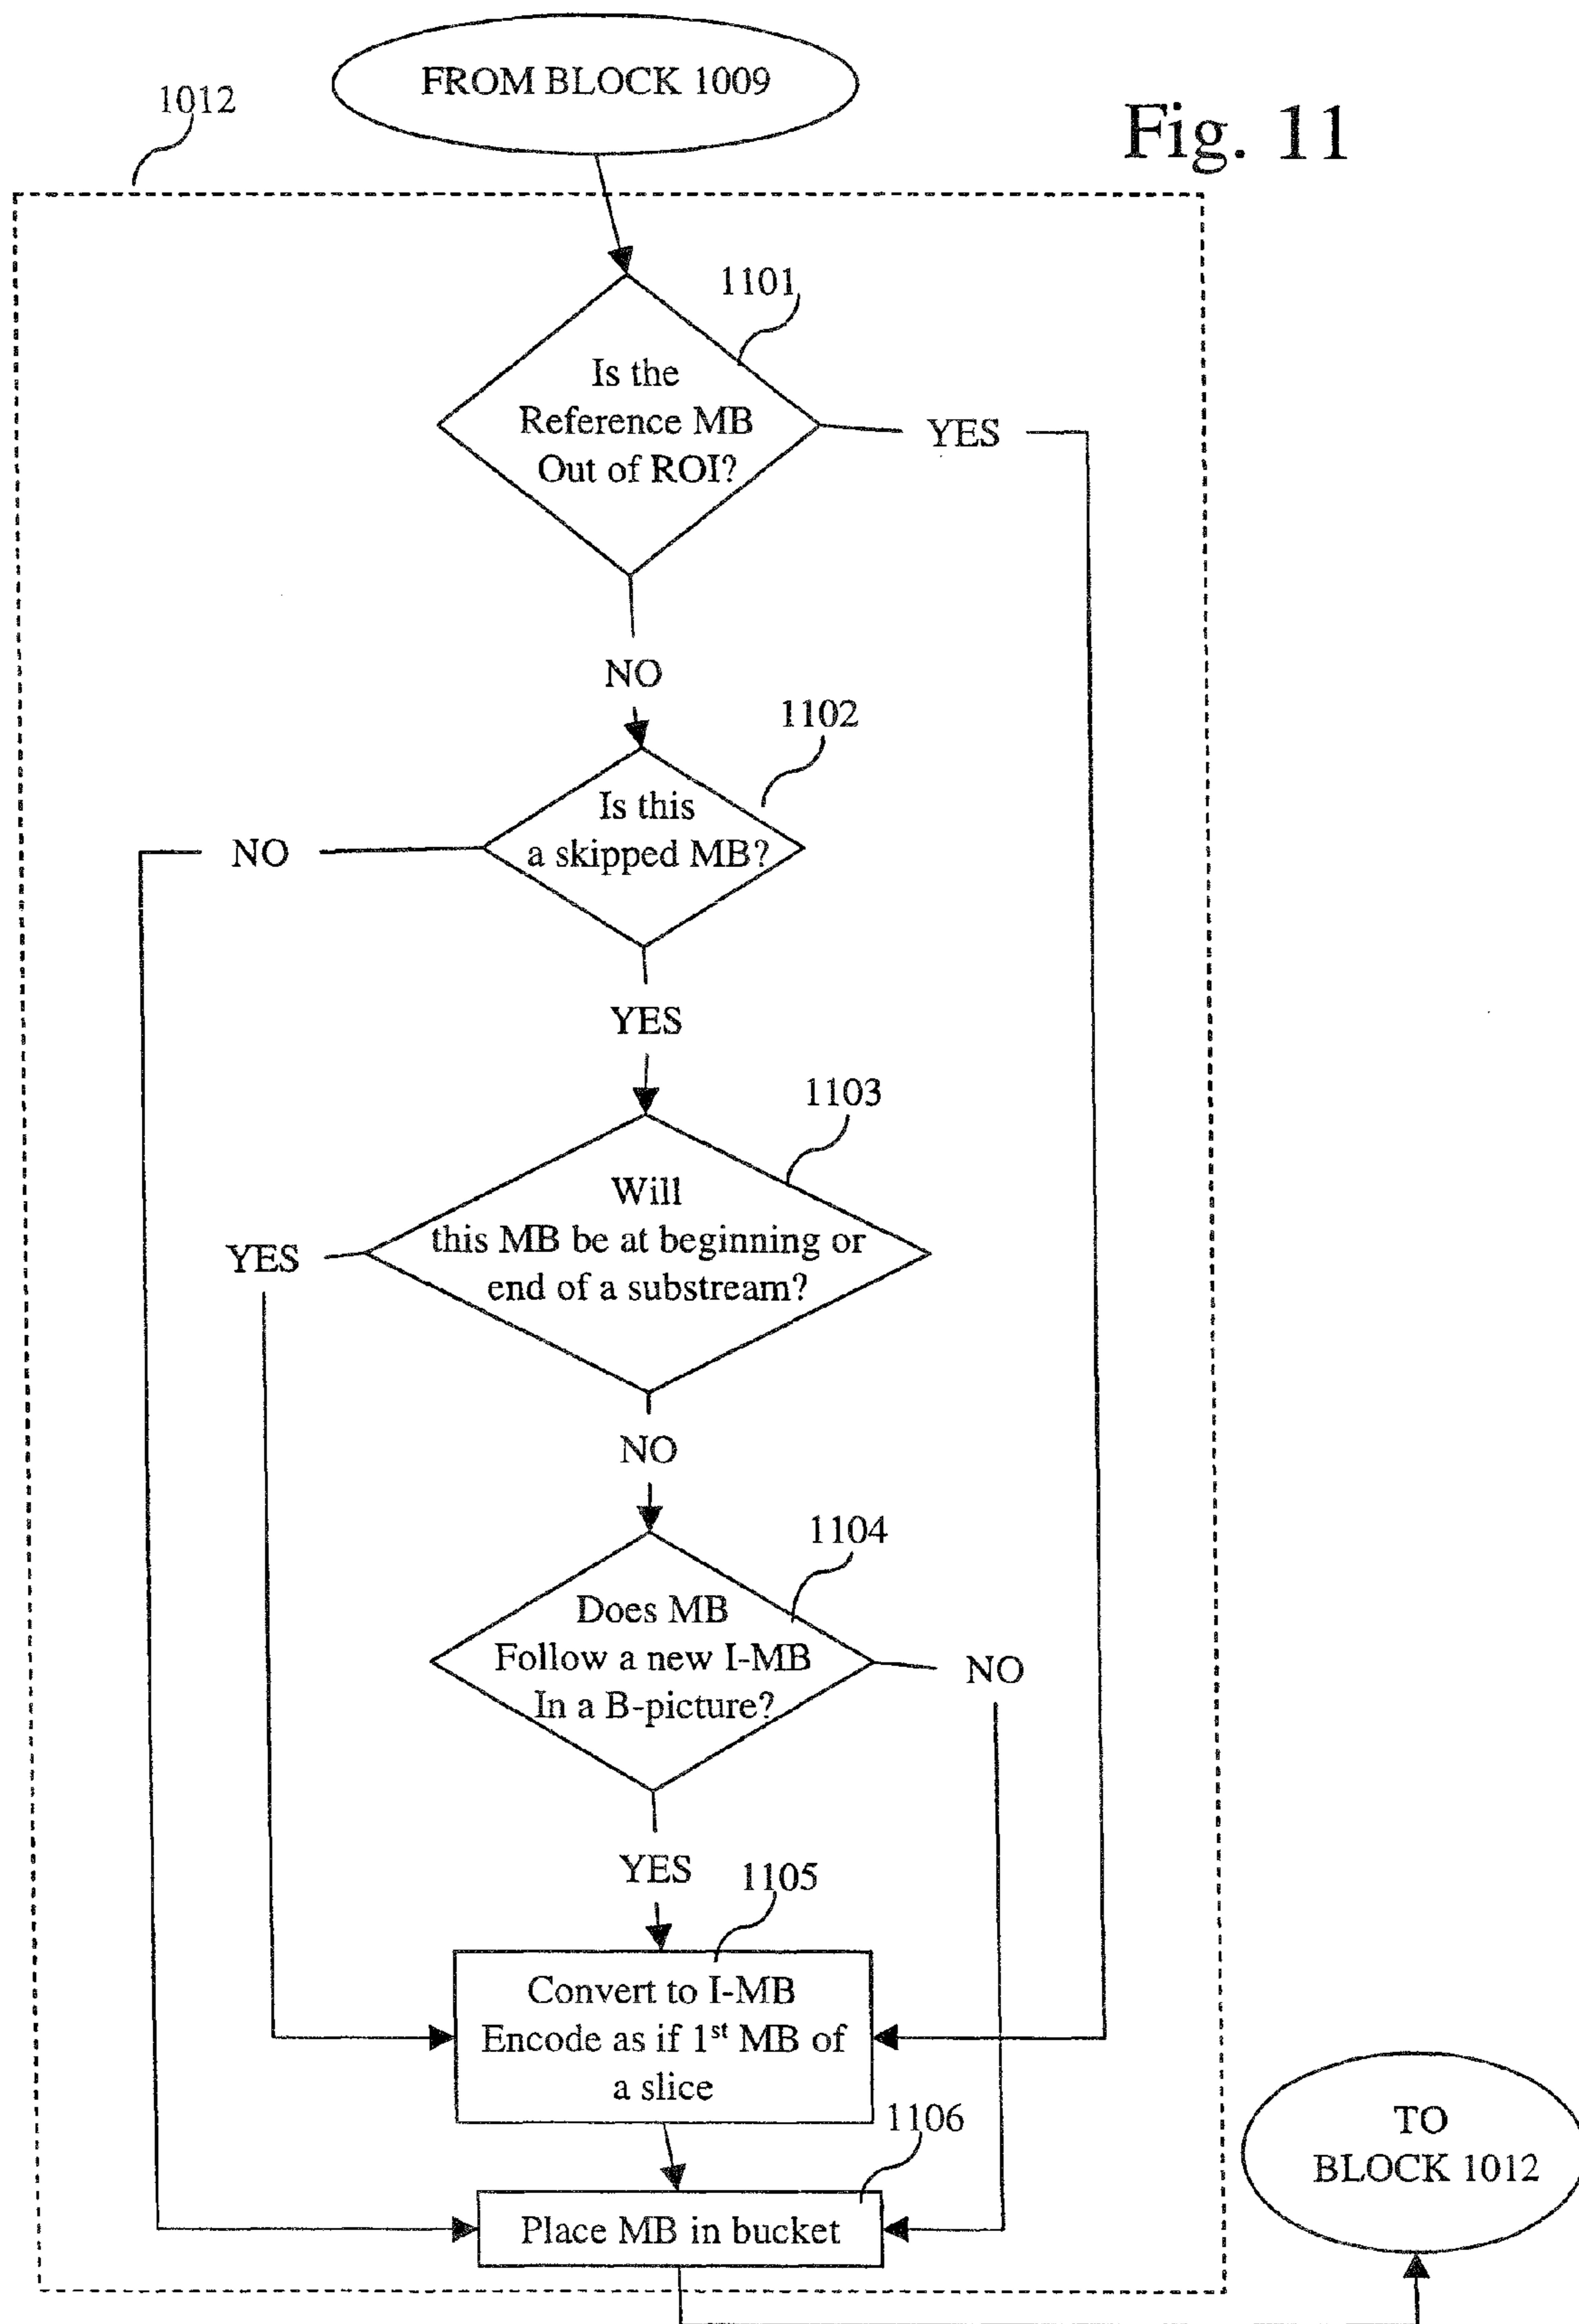 FROM BLOCK 1009
1012
Fig. 11
1101
Is the
Reference MB
Out of ROI?
YES
NO
1102
Is this
a skipped MB?
NO
YES
1103
Will
this MB be at beginning or
end of a substream?
YES
NO
1104
Does MB
Follow a new I-MB
In a B-picture?
NO
YES
1105
Convert to I-MB
Encode as if 1st MB of
a slice
1106
Place MB in bucket
TO
BLOCK 1012